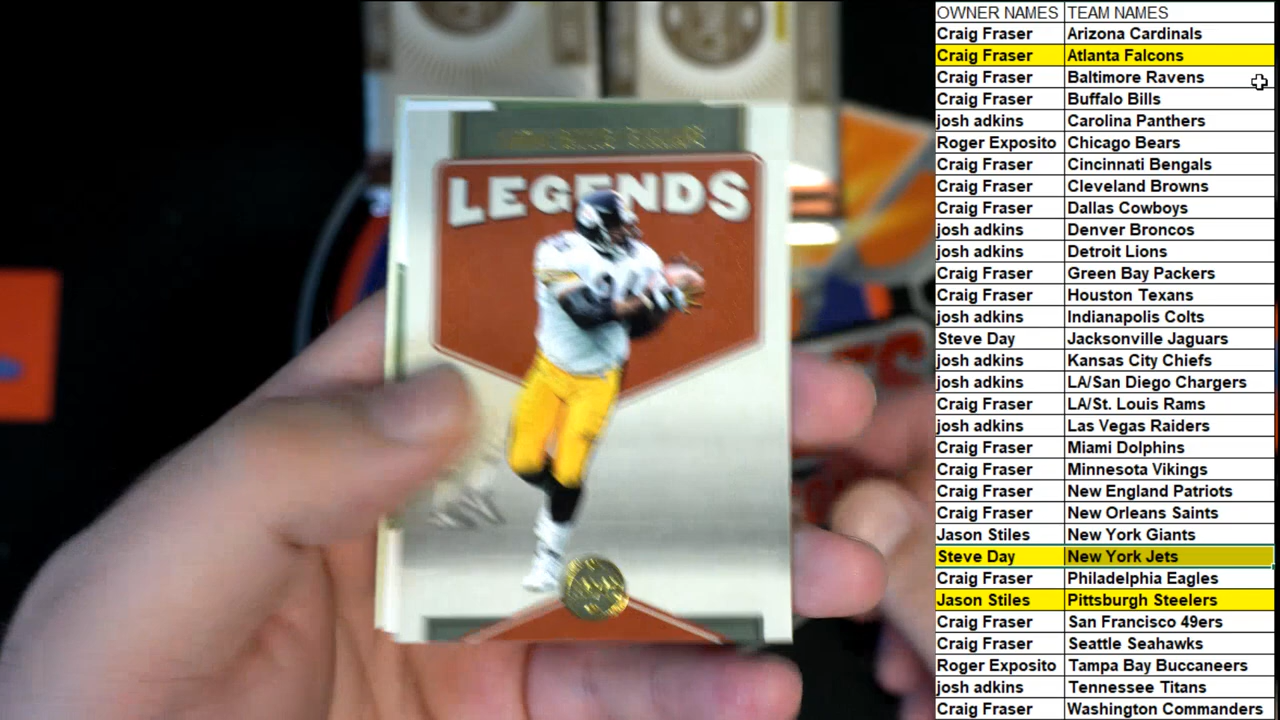 LEGENDS
OWNER NAMES TEAM NAMES
Craig Fraser Arizona Cardinals
Craig Fraser Atlanta Falcons
Craig Fraser Baltimore Ravens
Craig Fraser Buffalo Bills
josh adkins Carolina Panthers
Roger Exposito Chicago Bears
Craig Fraser Cincinnati Bengals
Craig Fraser Cleveland Browns
Craig Fraser Dallas Cowboys
josh adkins Denver Broncos
josh adkins Detroit Lions
Craig Fraser Green Bay Packers
Craig Fraser Houston Texans
josh adkins Indianapolis Colts
Steve Day Jacksonville Jaguars
josh adkins Kansas City Chiefs
josh adkins LA/San Diego Chargers
Craig Fraser LA/St. Louis Rams
josh adkins Las Vegas Raiders
Craig Fraser Miami Dolphins
Craig Fraser Minnesota Vikings
Craig Fraser New England Patriots
Craig Fraser New Orleans Saints
Jason Stiles New York Giants
Steve Day New York Jets
Craig Fraser Philadelphia Eagles
Jason Stiles Pittsburgh Steelers
Craig Fraser San Francisco 49ers
Craig Fraser Seattle Seahawks
Roger Exposito Tampa Bay Buccaneers
josh adkins Tennessee Titans
Craig Fraser Washington Commanders